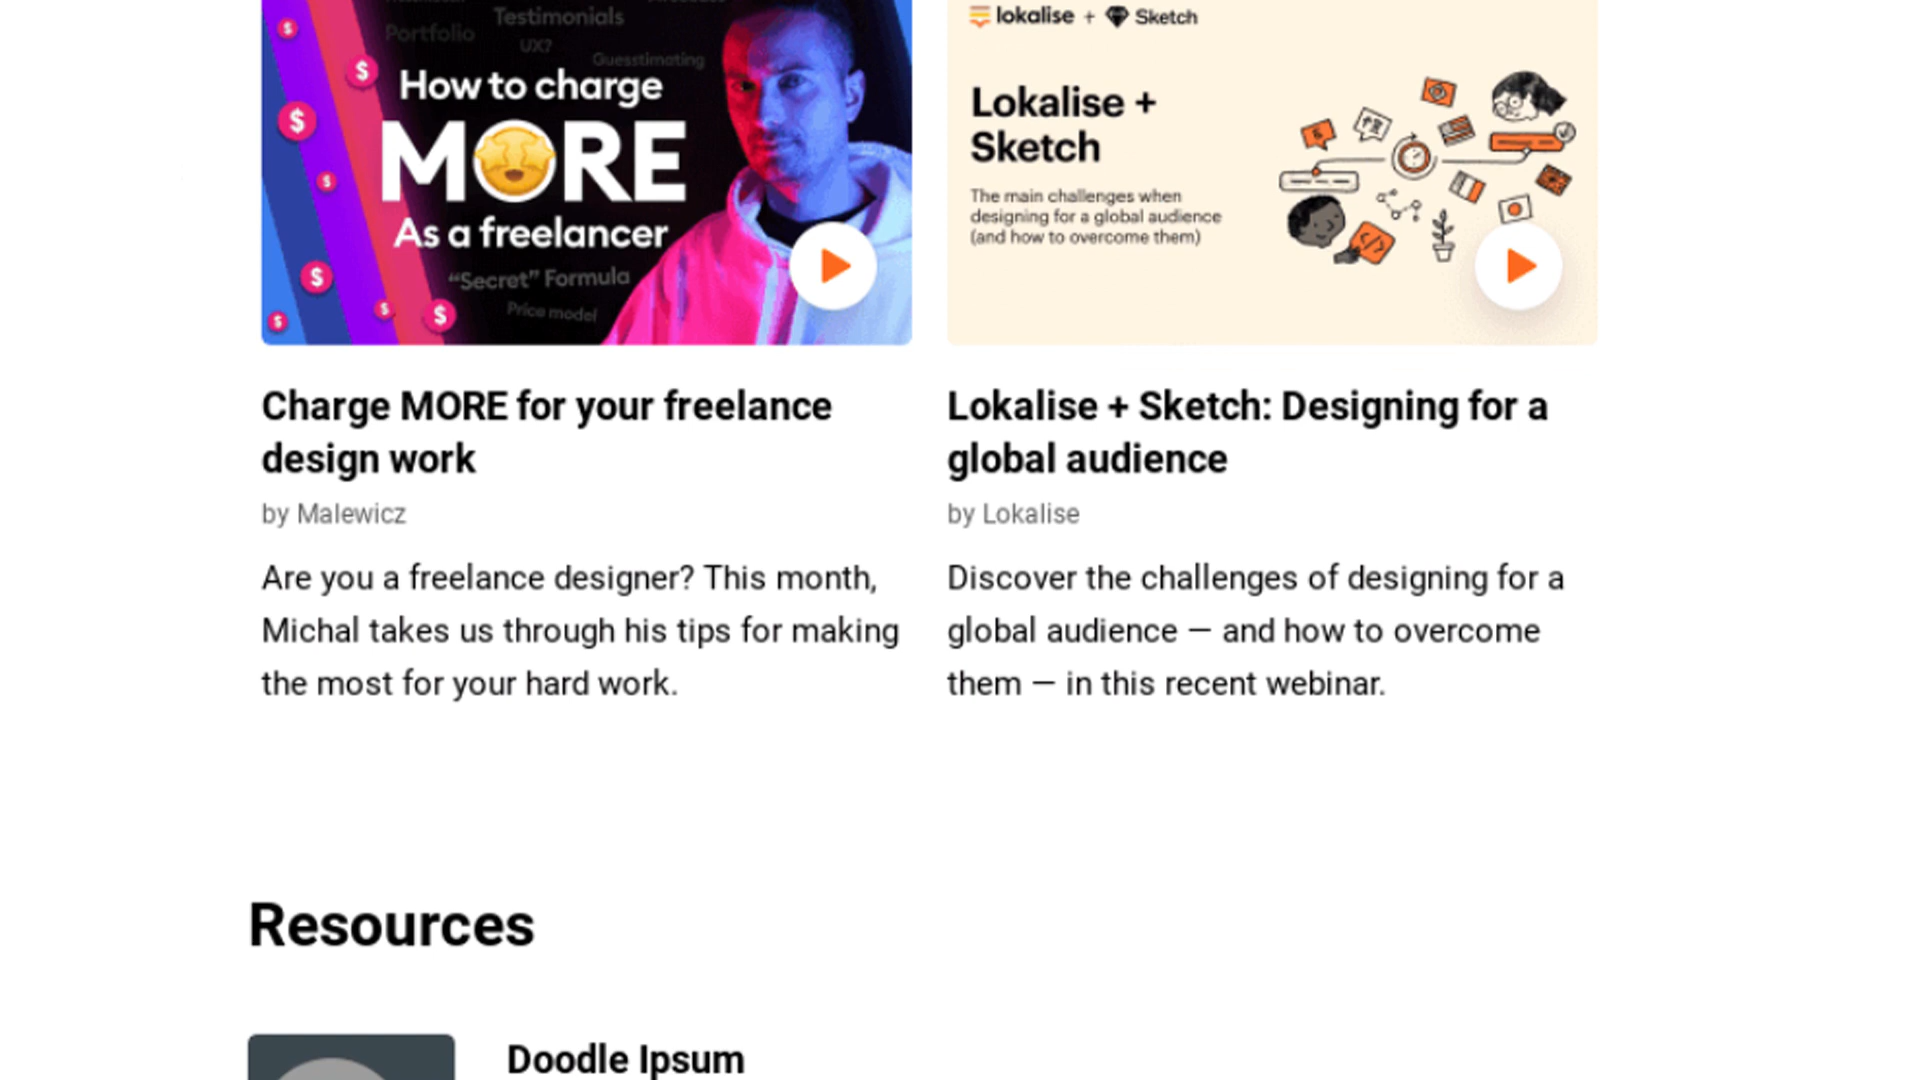 Portfolio
Testimonials
UX?
Guesstimating
How to charge
MORE
As a freelancer
“Secret” Formula
Price model
$
$
$
$
$
$
$
lokalise + Sketch
Lokalise +
Sketch
The main challenges when
designing for a global audience
(and how to overcome them)
Charge MORE for your freelance
design work
by Malewicz
Are you a freelance designer? This month,
Michal takes us through his tips for making
the most for your hard work.
Lokalise + Sketch: Designing for a
global audience
by Lokalise
Discover the challenges of designing for a
global audience — and how to overcome
them — in this recent webinar.
Resources
Doodle Ipsum